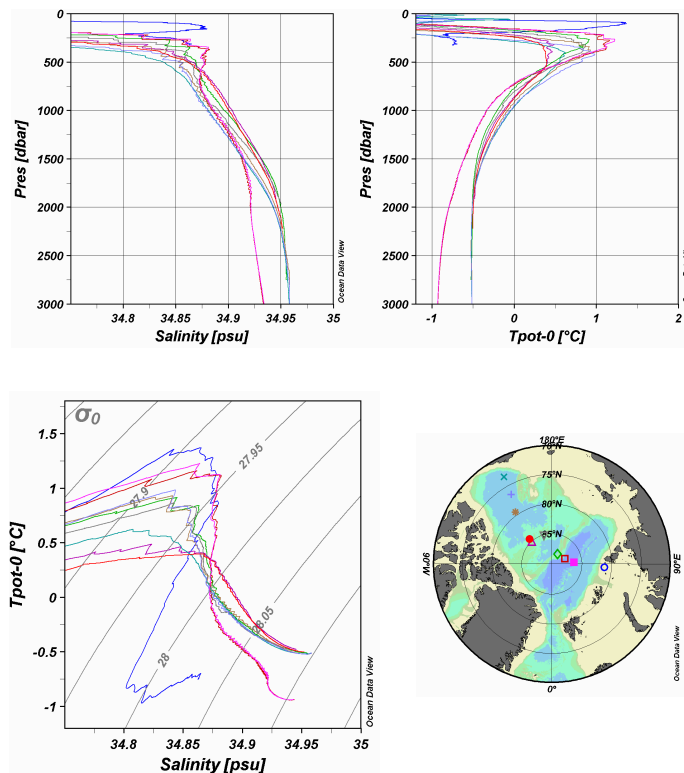 0
500
1000
1500
2000
2500
3000
Pres [dbar]
34.8 34.85 34.9 34.95 35
Salinity [psu]
Ocean Data View
0
500
1000
1500
2000
2500
3000
Pres [dbar]
-1 0 1 2
Tpot-0 [°C]
σ0
1.5
1
0.5
0
-0.5
-1
Tpot-0 [°C]
27.9
27.95
28
28.05
34.8 34.85 34.9 34.95 35
Salinity [psu]
Ocean Data View
180°E
75°N
80°N
85°N
90°W
90°E
0°
Ocean Data View